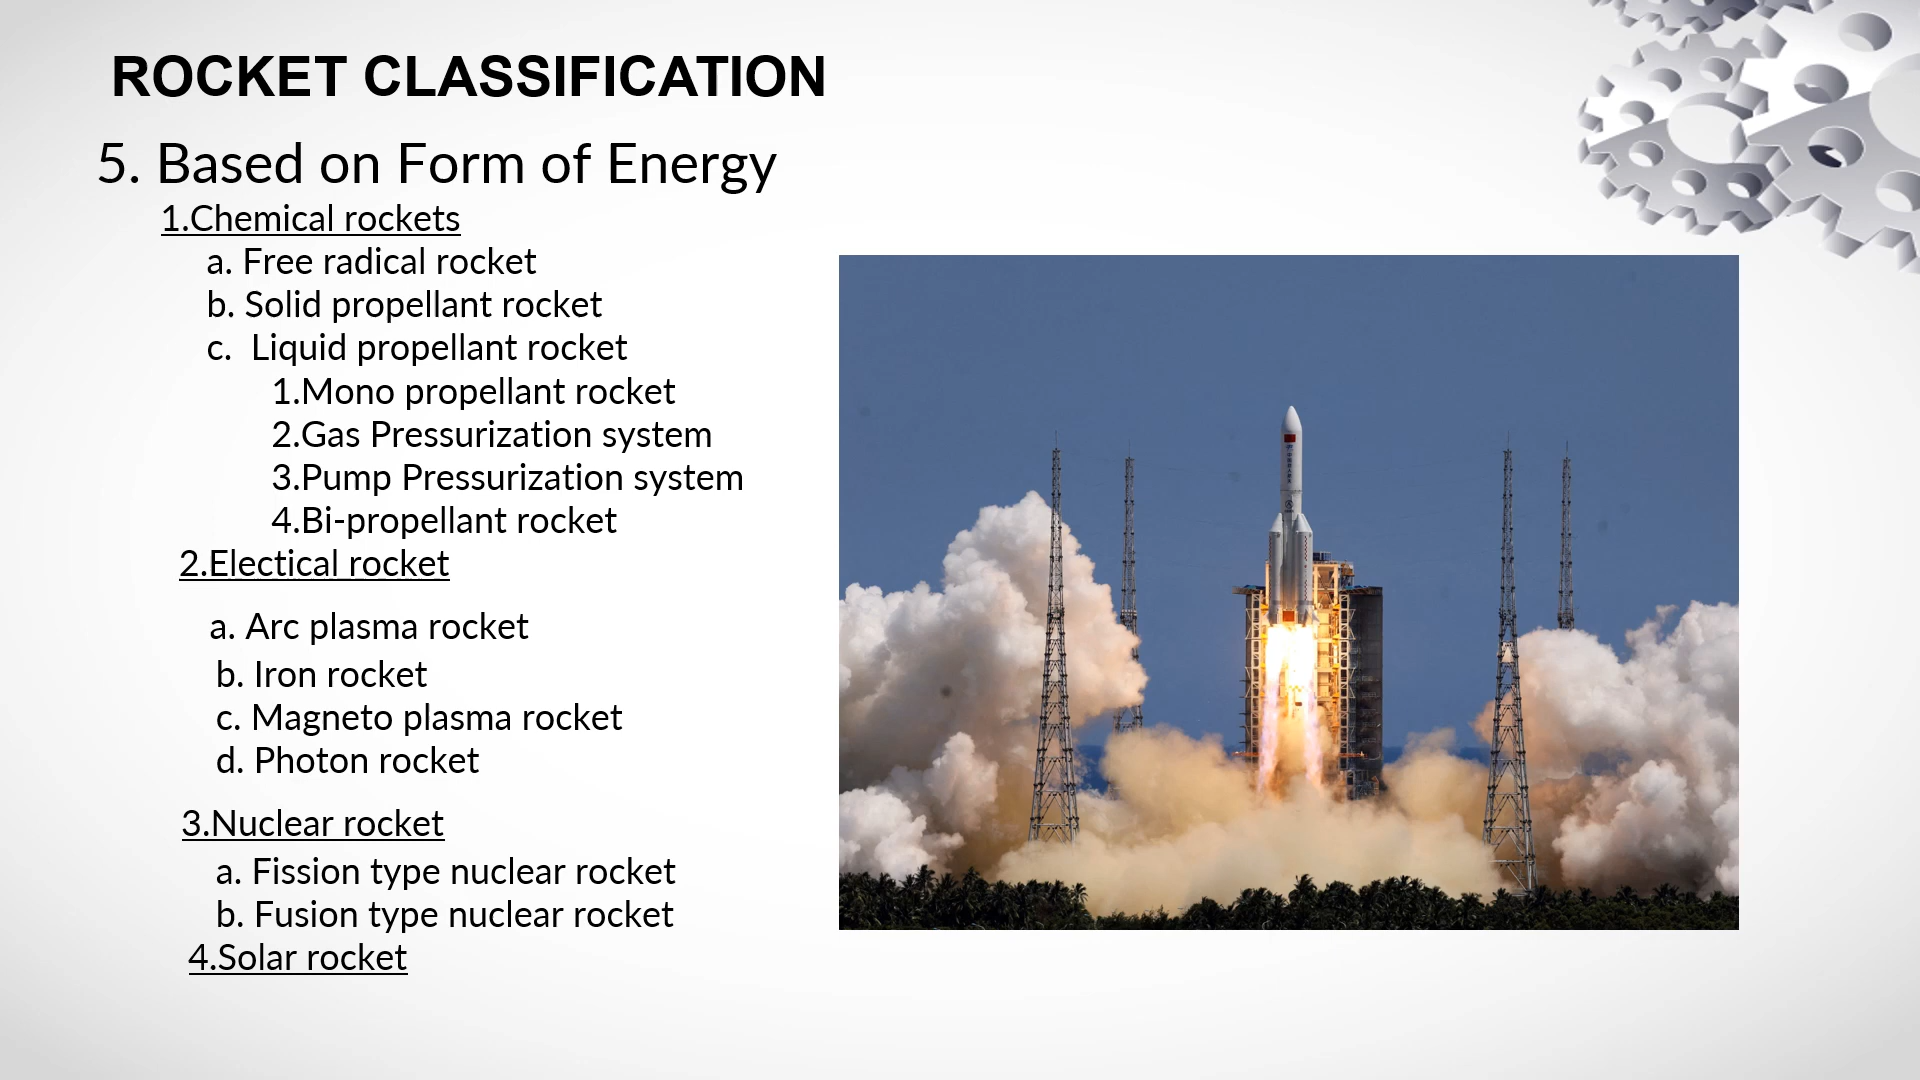 ROCKET CLASSIFICATION
5. Based on Form of Energy
1.Chemical rockets
a. Free radical rocket
b. Solid propellant rocket
c. Liquid propellant rocket
1.Mono propellant rocket
2.Gas Pressurization system
3.Pump Pressurization system
4.Bi-propellant rocket
2.Electical rocket
a. Arc plasma rocket
b. Iron rocket
c. Magneto plasma rocket
d. Photon rocket
3.Nuclear rocket
a. Fission type nuclear rocket
b. Fusion type nuclear rocket
4.Solar rocket